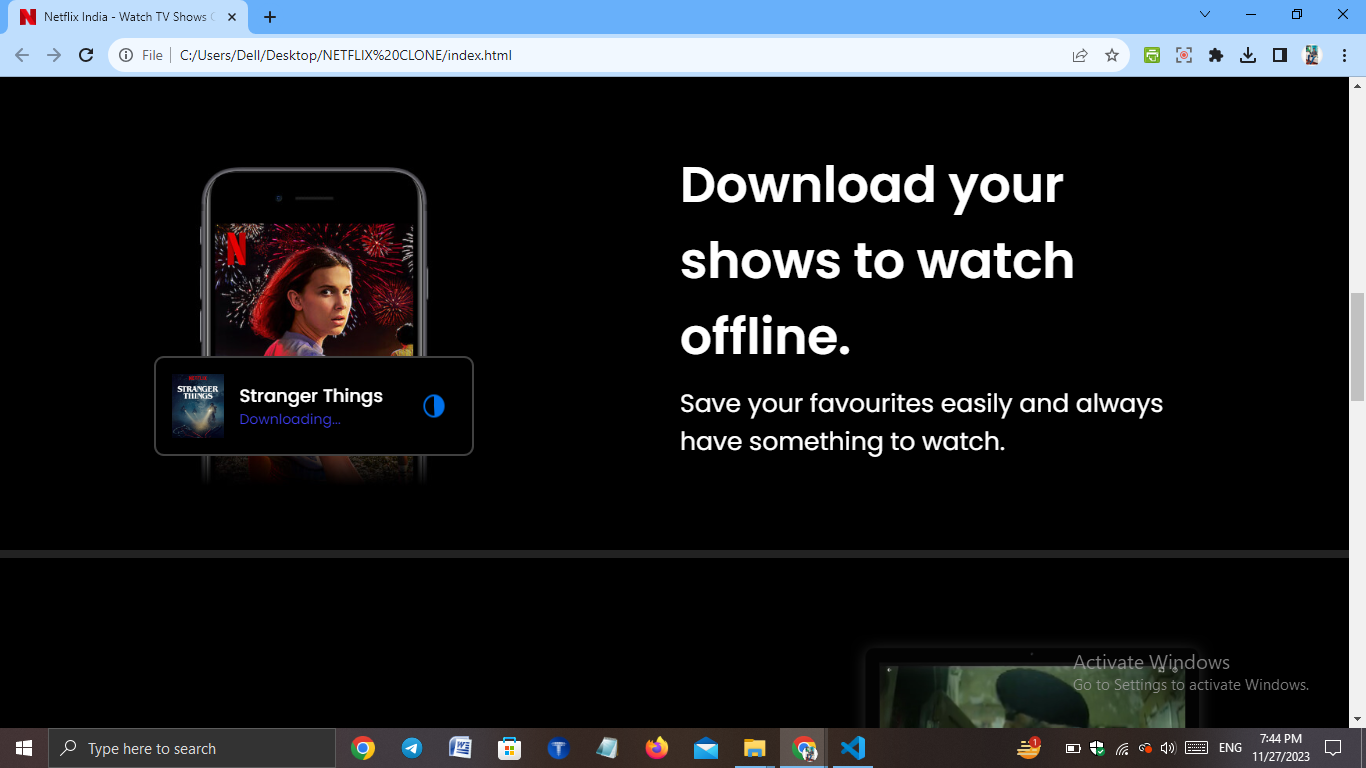 Netflix India - Watch TV Shows
File
C:/Users/Dell/Desktop/NETFLIX%20CLONE/index.html
N
Download your
shows to watch
offline.
STRANGER
THINGS
Stranger Things
Downloading...
Save your favourites easily and always
have something to watch.
Activate Windows
Go to Settings to activate Windows.
Type here to search
W
T
1
ENG
7:44 PM
11/27/2023